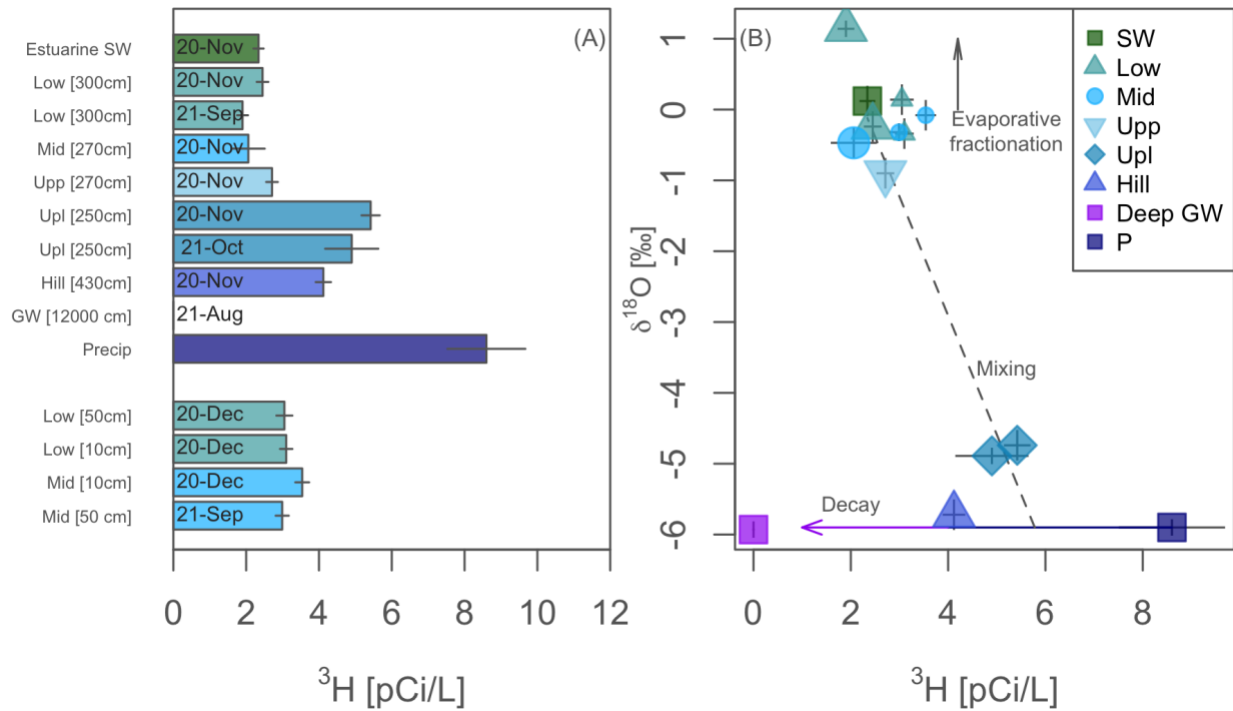 (A)
Estuarine SW 20-Nov
Low [300cm] 20-Nov
Low [300cm] 21-Sep
Mid [270cm] 20-Nov
Upp [270cm] 20-Nov
Upl [250cm] 20-Nov
Upl [250cm] 21-Oct
Hill [430cm] 20-Nov
GW [12000 cm] 21-Aug
Precip
Low [50cm] 20-Dec
Low [10cm] 20-Dec
Mid [10cm] 20-Dec
Mid [50 cm] 21-Sep
0 2 4 6 8 10 12
³H [pCi/L]
(B)
SW
Low
Mid
Upp
Upl
Hill
Deep GW
P
Evaporative
fractionation
Mixing
Decay
1
0
-1
-2
-3
-4
-5
-6
δ¹⁸O [‰]
0 2 4 6 8
³H [pCi/L]